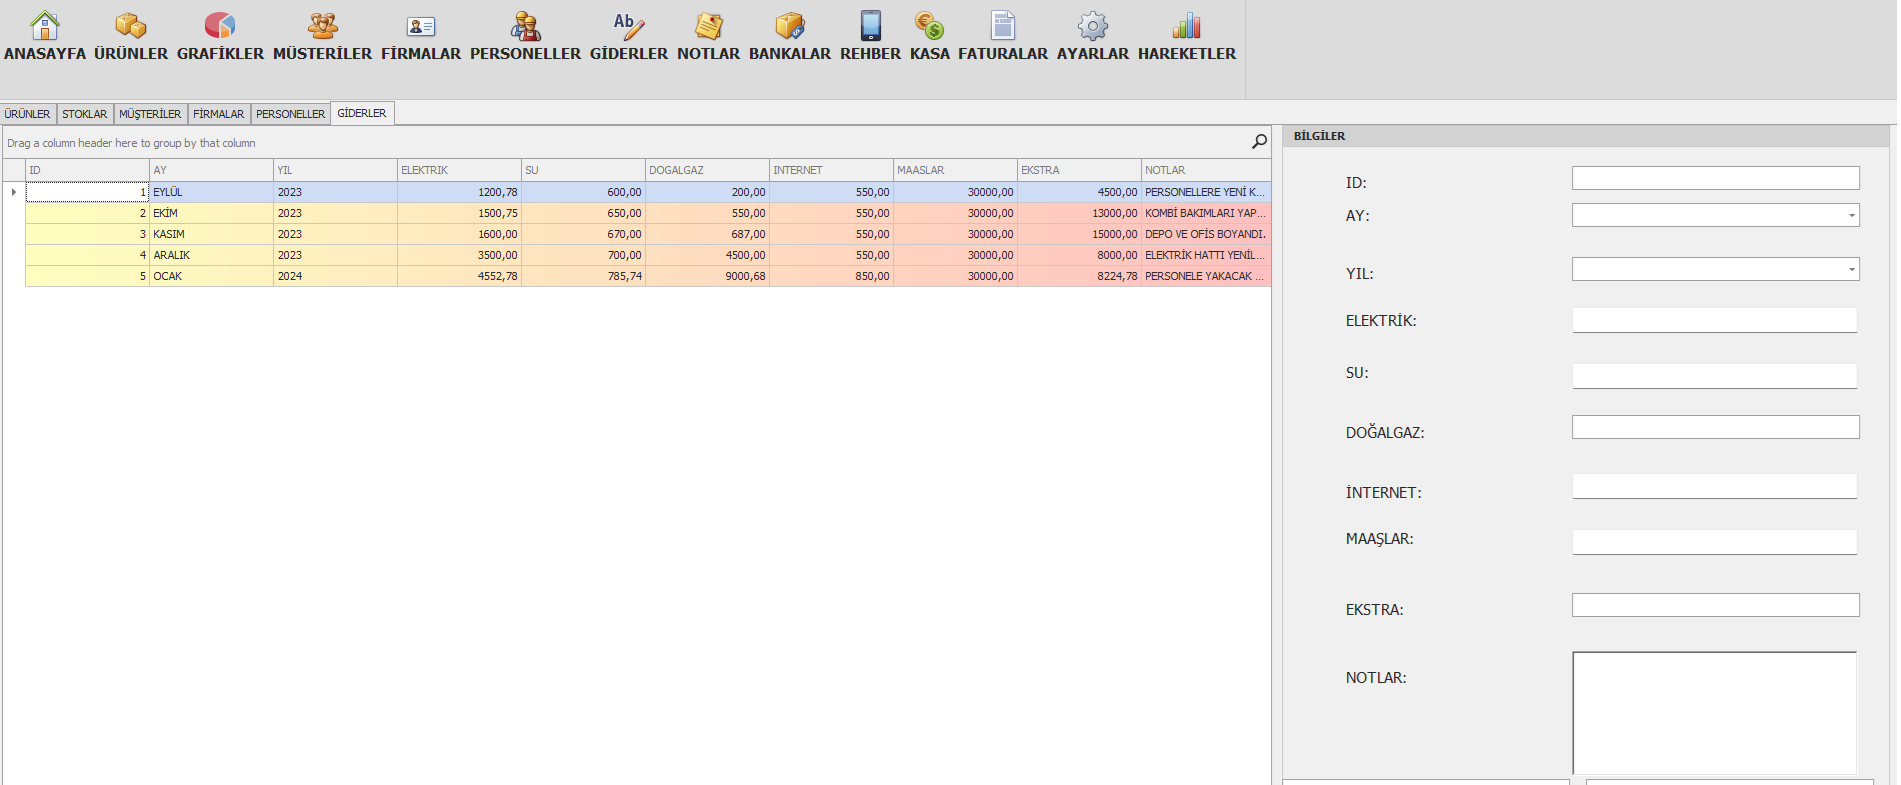 Ab
ANASAYFA ÜRÜNLER GRAFİKLER MÜSTERİLER FİRMALAR PERSONELLER GİDERLER NOTLAR BANKALAR REHBER KASA FATURALAR AYARLAR HAREKETLER
ÜRÜNLER STOKLAR MÜŞTERİLER FİRMALAR PERSONELLER GİDERLER
Drag a column header here to group by that column
ID AY YIL ELEKTRIK SU DOGALGAZ INTERNET MAASLAR EKSTRA NOTLAR
1 EYLÜL 2023 1200,78 600,00 200,00 550,00 30000,00 4500,00 PERSONELLERE YENİ K...
2 EKİM 2023 1500,75 650,00 550,00 550,00 30000,00 13000,00 KOMBİ BAKIMLARI YAP...
3 KASIM 2023 1600,00 670,00 687,00 550,00 30000,00 15000,00 DEPO VE OFİS BOYANDI.
4 ARALIK 2023 3500,00 700,00 4500,00 550,00 30000,00 8000,00 ELEKTRİK HATTI YENİL...
5 OCAK 2024 4552,78 785,74 9000,68 850,00 30000,00 8224,78 PERSONELE YAKACAK ...
BİLGİLER
ID:
AY:
YIL:
ELEKTRİK:
SU:
DOĞALGAZ:
İNTERNET:
MAAŞLAR:
EKSTRA:
NOTLAR: